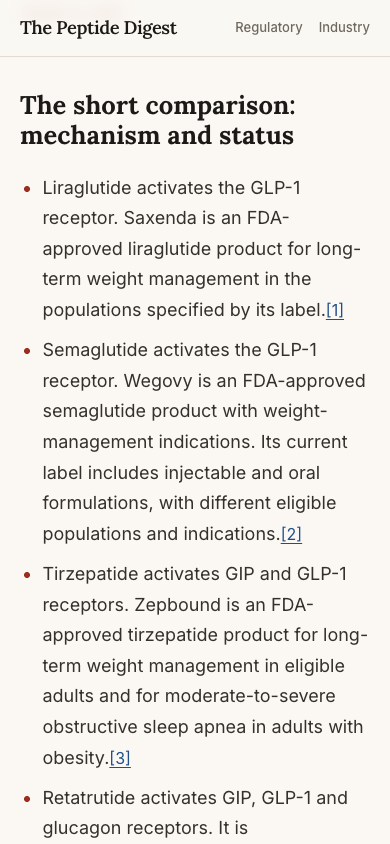 The Peptide Digest
Regulatory Industry
The short comparison:
mechanism and status
• Liraglutide activates the GLP-1
receptor. Saxenda is an FDA-
approved liraglutide product for long-
term weight management in the
populations specified by its label.[1]
• Semaglutide activates the GLP-1
receptor. Wegovy is an FDA-approved
semaglutide product with weight-
management indications. Its current
label includes injectable and oral
formulations, with different eligible
populations and indications.[2]
• Tirzepatide activates GIP and GLP-1
receptors. Zepbound is an FDA-
approved tirzepatide product for long-
term weight management in eligible
adults and for moderate-to-severe
obstructive sleep apnea in adults with
obesity.[3]
• Retatrutide activates GIP, GLP-1 and
glucagon receptors. It is